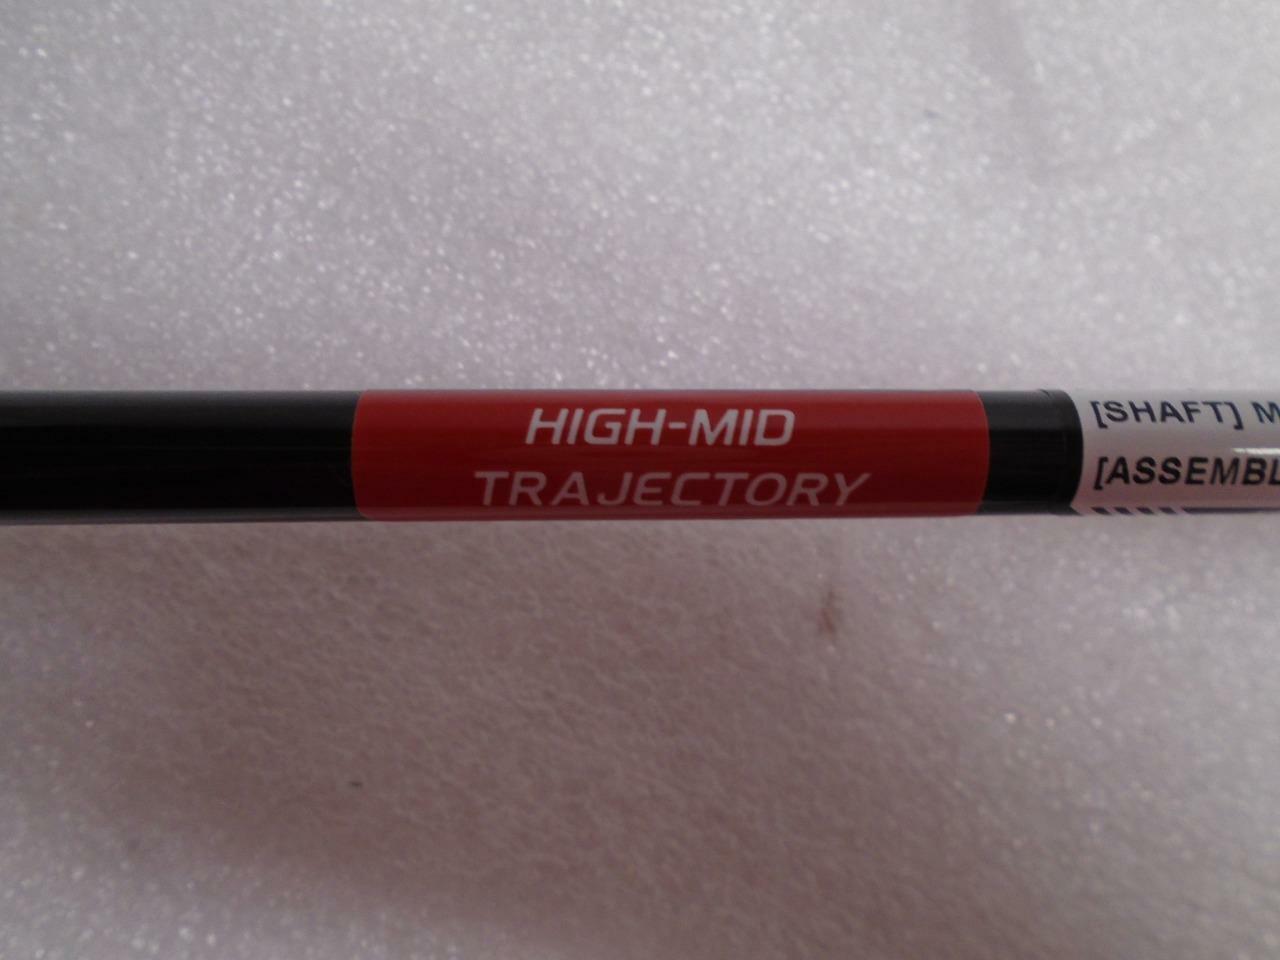 HIGH-MID
TRAJECTORY
[SHAFT] M
[ASSEMBL